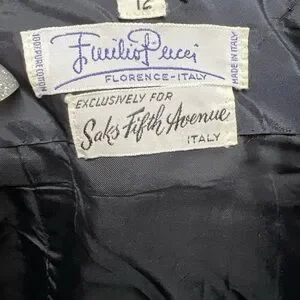 12
100% PURE COTTON
Emilio Pucci
MADE IN ITALY
FLORENCE-ITALY
EXCLUSIVELY FOR
Saks Fifth Avenue
ITALY